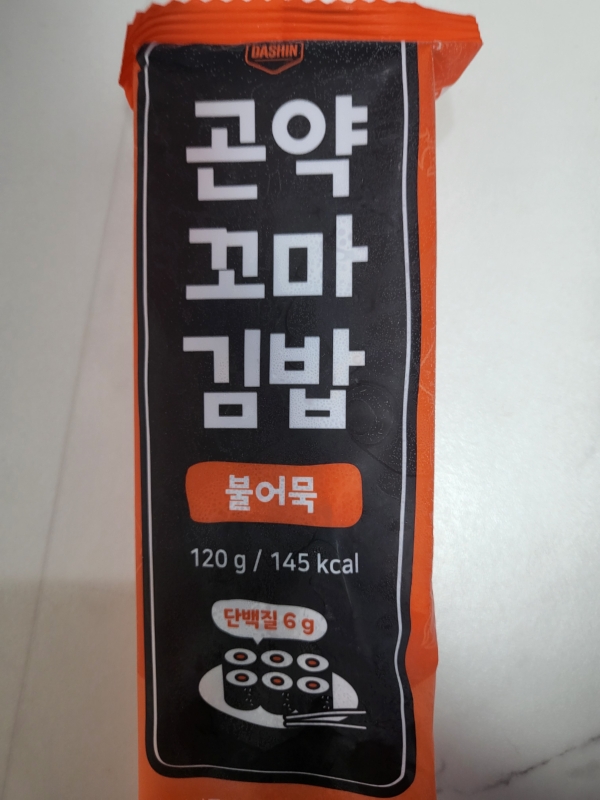 DASHIN
곤약
꼬마
김밥
불어묵
120 g / 145 kcal
단백질 6 g